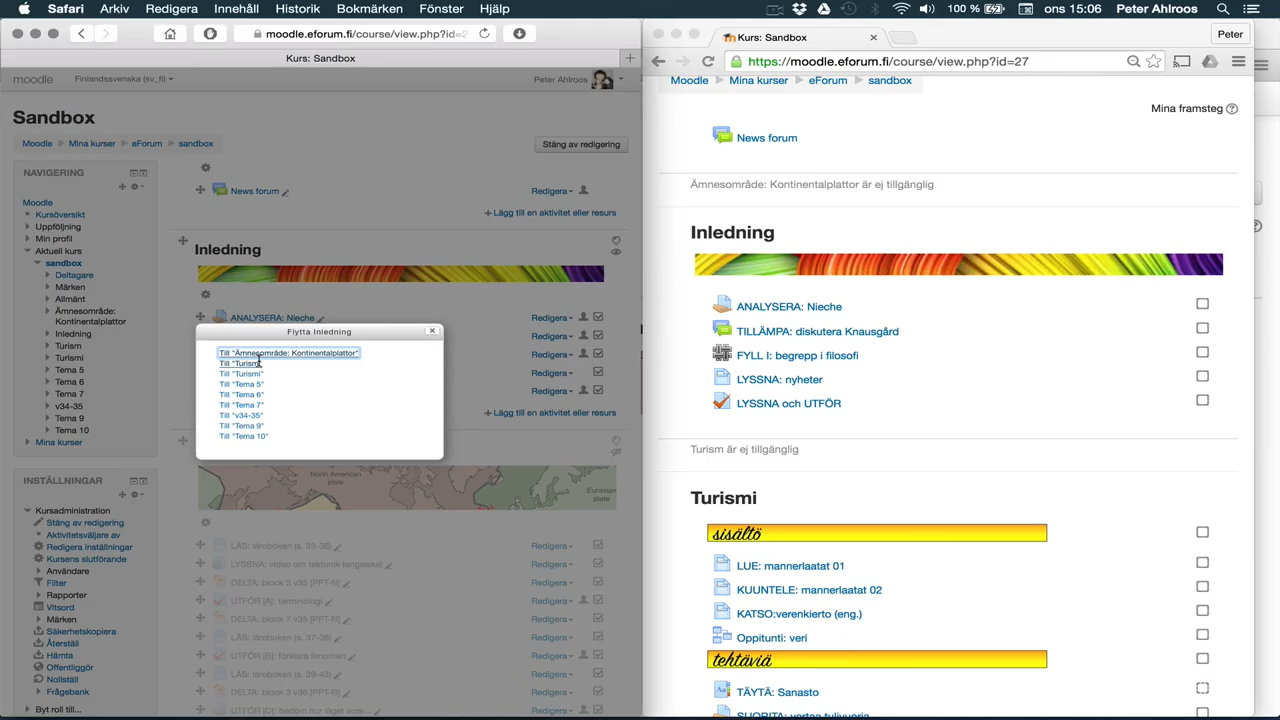 Safari Arkiv Redigera Innehåll Historik Bokmärken Fönster Hjälp 100 % ons 15:06 Peter Ahlroos
moodle.eforum.fi/course/view.php?id=2
Kurs: Sandbox
moodle Finlandssvenska (sv_fi) Peter Ahlroos
Sandbox
Moodle Mina kurser eForum sandbox
Stäng av redigering
NAVIGERING
Moodle
Kursöversikt
Uppföljning
Min profil
Aktuell kurs
sandbox
Deltagare
Märken
Allmänt
Ämnesområde:
Kontinentalplattor
Inledning
Turism
Turismi
Tema 5
Tema 6
Tema 7
v34-35
Tema 9
Tema 10
Mina kurser
INSTÄLLNINGAR
Kursadministration
Stäng av redigering
Aktivitetsväljare av
Redigera inställningar
Kursens slutförande
Användare
Filter
Rapporter
Vitsord
Märken
Säkerhetskopiera
Återställ
Hämta
Offentliggör
Nollställ
Frågebank
Byt roll till...
News forum Redigera
Lägg till en aktivitet eller resurs
Inledning
ANALYSERA: Nieche Redigera
Redigera
Redigera
Redigera
Redigera
Lägg till en aktivitet eller resurs
Flytta Inledning
Till "Ämnesområde: Kontinentalplattor"
Till "Turism"
Till "Turismi"
Till "Tema 5"
Till "Tema 6"
Till "Tema 7"
Till "v34-35"
Till "Tema 9"
Till "Tema 10"
North American
plate
Eurasian
plate
LÄS: läroboken (s. 33-36) Redigera
LYSSNA: video om tektonik [engelska] Redigera
DELTA: block 3 v35 [PPT-fil] Redigera
UTFÖR [A]: terminologi Redigera
DELTA: block 7 v35 [PPT-fil] Redigera
LÄS: läroboken (s. 37-38) Redigera
UTFÖR [B]: förklara fenomen Redigera
LÄS: läroboken (s. 39-43) Redigera
DELTA: block 3 v36 [PPT-fil] Redigera
UTFÖR [C]: bedöm hur läget vore... Redigera
Kurs: Sandbox
Peter
https://moodle.eforum.fi/course/view.php?id=27
Moodle Mina kurser eForum sandbox
Mina framsteg
News forum
Ämnesområde: Kontinentalplattor är ej tillgänglig
Inledning
ANALYSERA: Nieche
TILLÄMPA: diskutera Knausgård
FYLL I: begrepp i filosofi
LYSSNA: nyheter
LYSSNA och UTFÖR
Turism är ej tillgänglig
Turismi
sisältö
LUE: mannerlaatat 01
KUUNTELE: mannerlaatat 02
KATSO:verenkierto (eng.)
Oppitunti: veri
tehtäviä
TÄYTÄ: Sanasto
SUORITA: vertaa tulivuoria